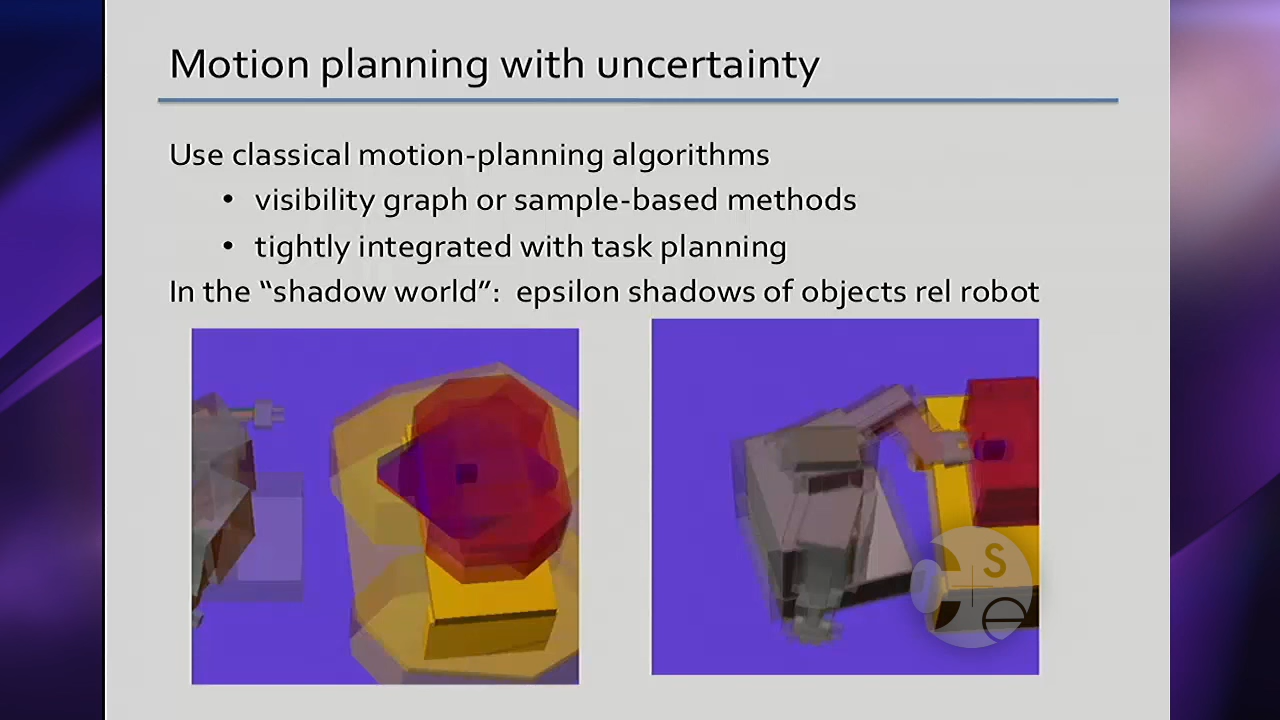 Motion planning with uncertainty
Use classical motion-planning algorithms
• visibility graph or sample-based methods
• tightly integrated with task planning
In the “shadow world”: epsilon shadows of objects rel robot
S
e